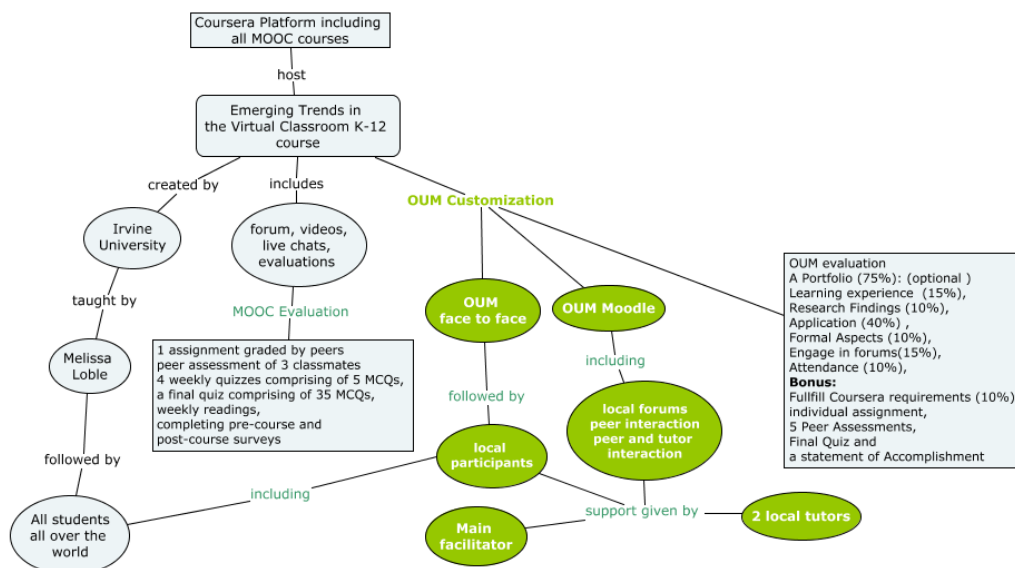 Coursera Platform including
all MOOC courses
host
Emerging Trends in
the Virtual Classroom K-12
course
created by
includes
OUM Customization
Irvine
University
forum, videos,
live chats,
evaluations
taught by
MOOC Evaluation
OUM
face to face
OUM Moodle
OUM evaluation
A Portfolio (75%): (optional )
Learning experience  (15%),
Research Findings (10%),
Application (40%) ,
Formal Aspects (10%),
Engage in forums(15%),
Attendance (10%),
Bonus:
Fullfill Coursera requirements (10%)
individual assignment,
5 Peer Assessments,
Final Quiz and
a statement of Accomplishment
Melissa
Loble
1 assignment graded by peers
peer assessment of 3 classmates
4 weekly quizzes comprising of 5 MCQs,
a final quiz comprising of 35 MCQs,
weekly readings,
completing pre-course and
post-course surveys
including
followed by
local forums
peer interaction
peer and tutor
interaction
followed by
local
participants
including
All students
all over the
world
support given by
Main
facilitator
2 local tutors